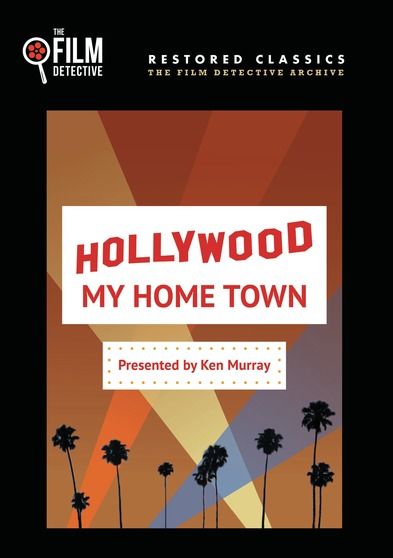 THE
FILM
DETECTIVE
RESTORED CLASSICS
THE FILM DETECTIVE ARCHIVE
HOLLYWOOD
MY HOME TOWN
Presented by Ken Murray